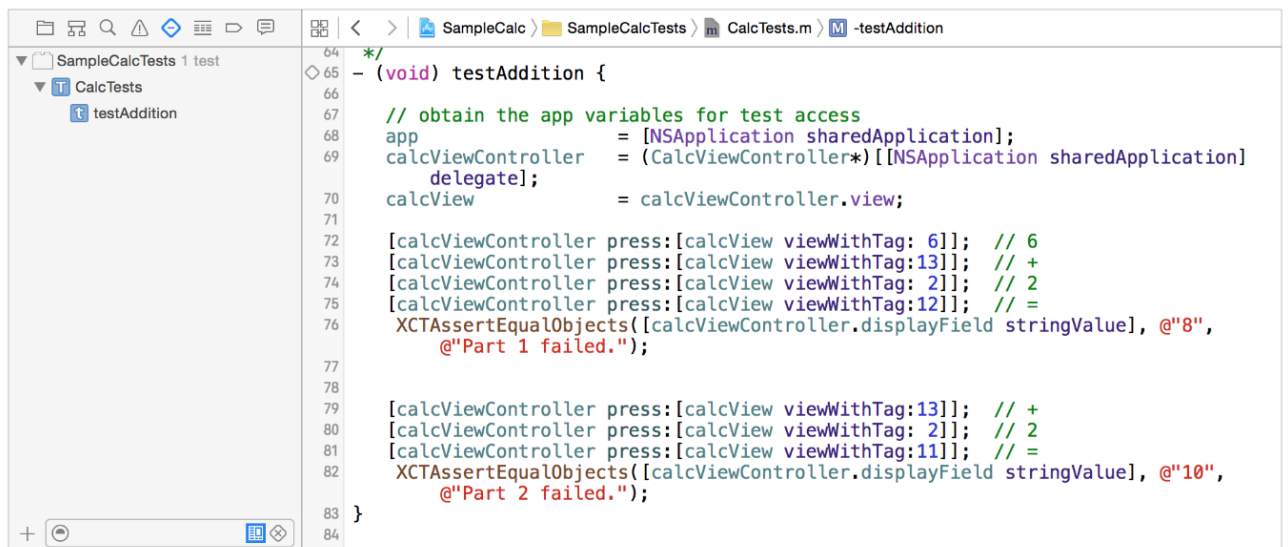 SampleCalc SampleCalcTests m CalcTests.m M -testAddition
SampleCalcTests 1 test
T CalcTests
t testAddition
64 */
65 - (void) testAddition {
66
67 // obtain the app variables for test access
68 app = [NSApplication sharedApplication];
69 calcViewController = (CalcViewController*)[[NSApplication sharedApplication]
delegate];
70 calcView = calcViewController.view;
71
72 [calcViewController press:[calcView viewWithTag: 6]]; // 6
73 [calcViewController press:[calcView viewWithTag:13]]; // +
74 [calcViewController press:[calcView viewWithTag: 2]]; // 2
75 [calcViewController press:[calcView viewWithTag:12]]; // =
76 XCTAssertEqualObjects([calcViewController.displayField stringValue], @"8",
@"Part 1 failed.");
77
78
79 [calcViewController press:[calcView viewWithTag:13]]; // +
80 [calcViewController press:[calcView viewWithTag: 2]]; // 2
81 [calcViewController press:[calcView viewWithTag:11]]; // =
82 XCTAssertEqualObjects([calcViewController.displayField stringValue], @"10",
@"Part 2 failed.");
83 }
84